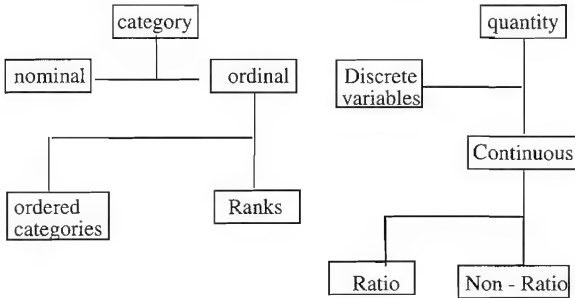 category
nominal
ordinal
ordered
categories
Ranks
quantity
Discrete
variables
Continuous
Ratio
Non - Ratio